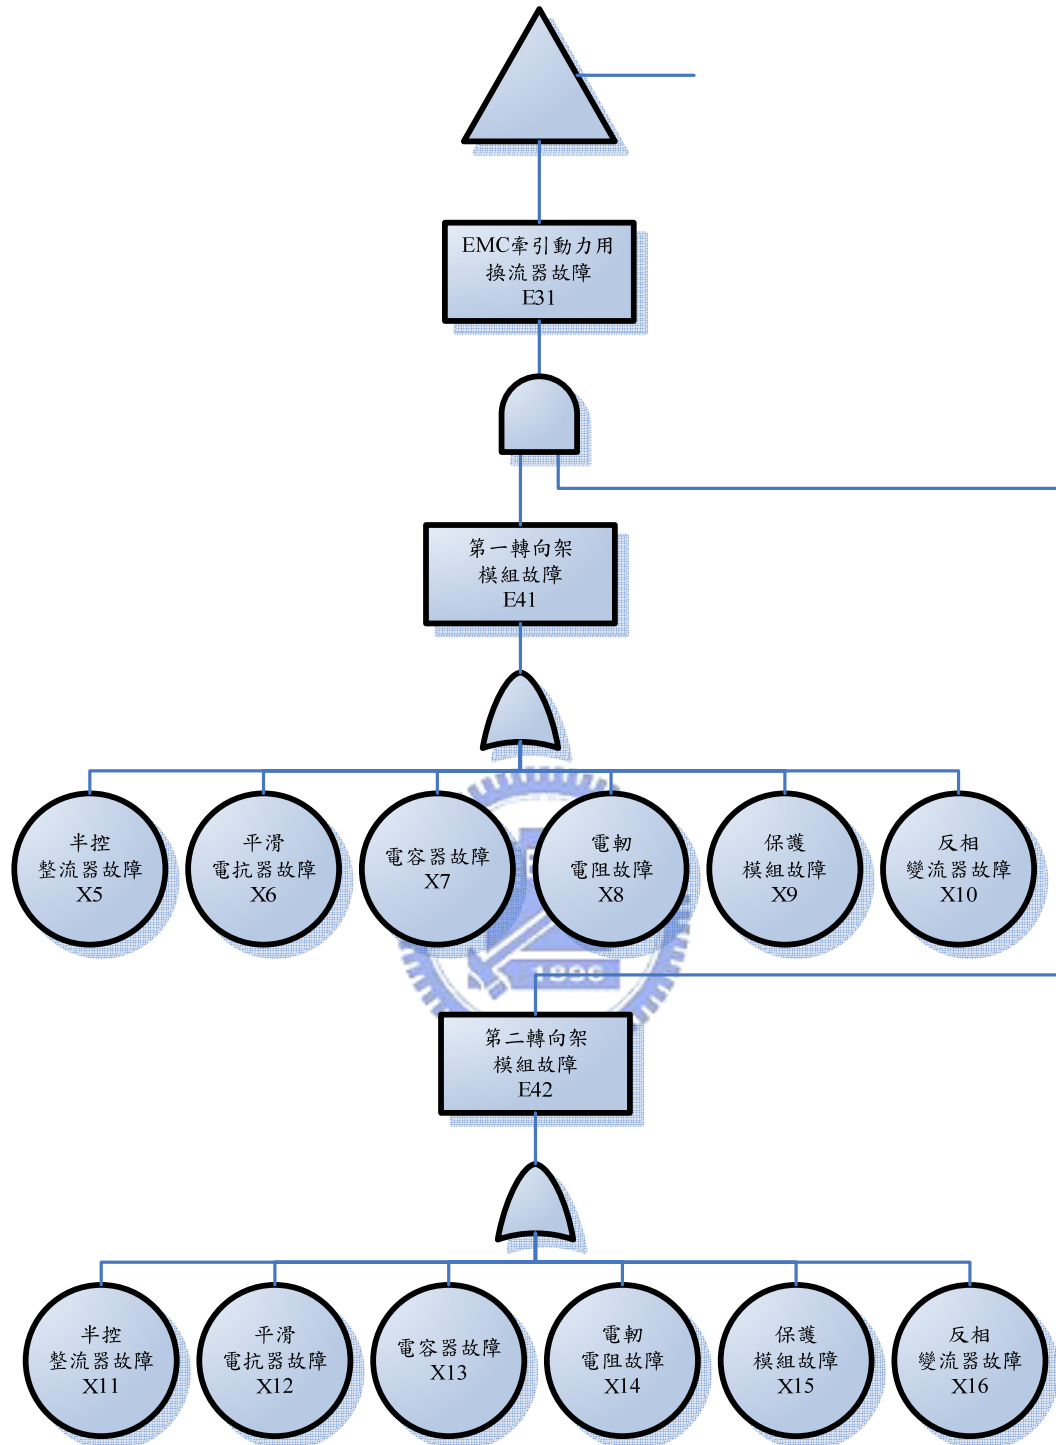 EMC牽引動力用
換流器故障
E31
第一轉向架
模組故障
E41
半控
整流器故障
X5
平滑
電抗器故障
X6
電容器故障
X7
電軔
電阻故障
X8
保護
模組故障
X9
反相
變流器故障
X10
1896
第二轉向架
模組故障
E42
半控
整流器故障
X11
平滑
電抗器故障
X12
電容器故障
X13
電軔
電阻故障
X14
保護
模組故障
X15
反相
變流器故障
X16